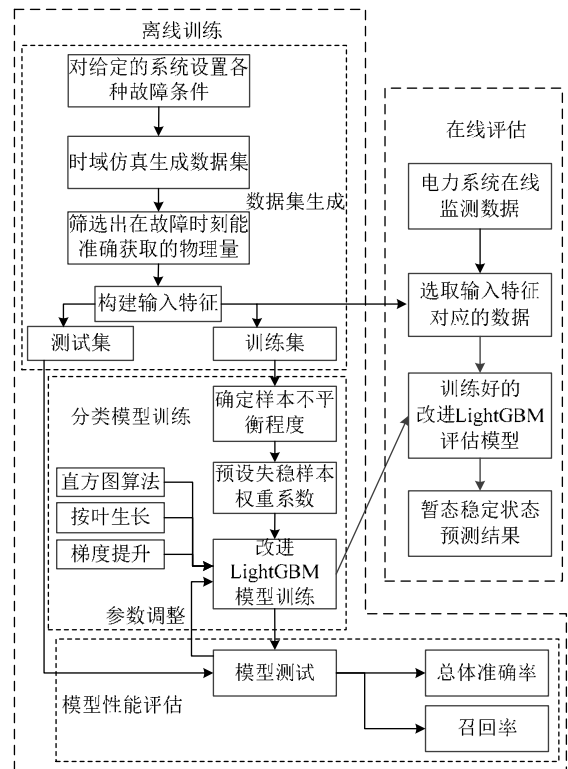 离线训练
对给定的系统设置各
种故障条件
时域仿真生成数据集
数据集生成
筛选出在故障时刻能
准确获取的物理量
构建输入特征
测试集
训练集
分类模型训练
确定样本不平
衡程度
预设失稳样本
权重系数
直方图算法
按叶生长
梯度提升
改进
LightGBM
模型训练
参数调整
模型测试
模型性能评估
总体准确率
召回率
在线评估
电力系统在线
监测数据
选取输入特征
对应的数据
训练好的
改进LightGBM
评估模型
暂态稳定状态
预测结果